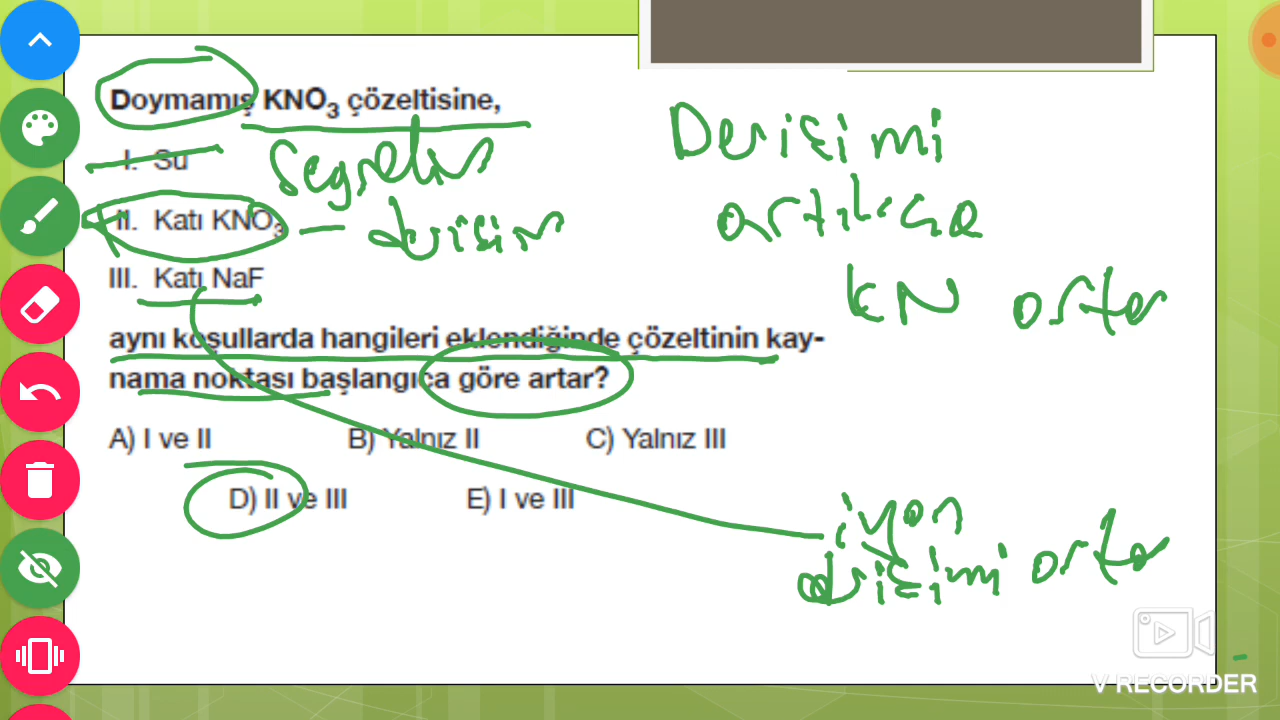 Doymamış KNO₃ çözeltisine,
I. Su
II. Katı KNO₃
III. Katı NaF
aynı koşullarda hangileri eklendiğinde çözeltinin kay-
nama noktası başlangıca göre artar?
A) I ve II B) Yalnız II C) Yalnız III
D) II ve III E) I ve III
Derişimi
artıkça
KN artar
iyon
derişimi artar
V RECORDER